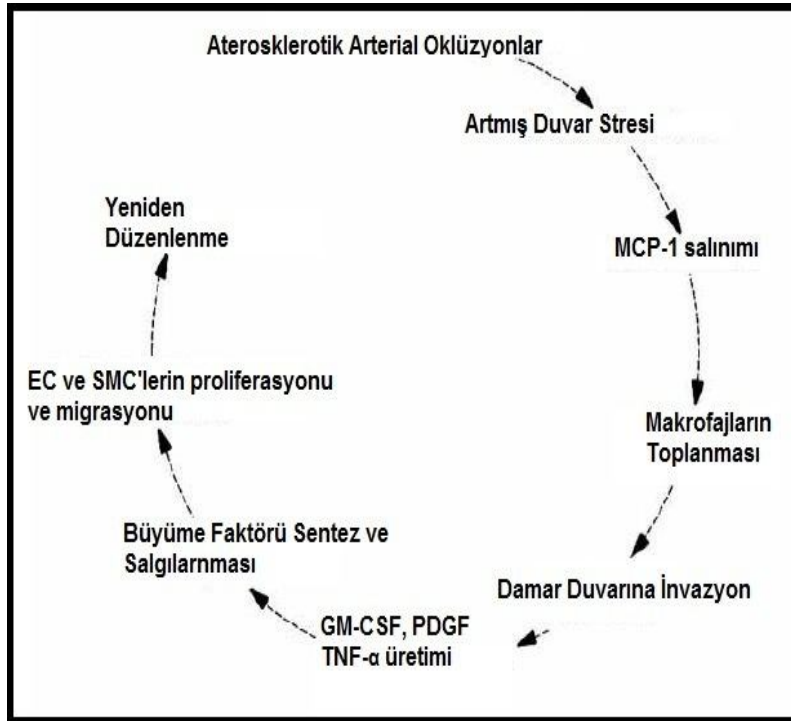 Aterosklerotik Arterial Oklüzyonlar
Artmış Duvar Stresi
MCP-1 salınımı
Makrofajların
Toplanması
Damar Duvarına İnvazyon
GM-CSF, PDGF
TNF-α üretimi
Büyüme Faktörü Sentez ve
Salgılarnması
EC ve SMC'lerin proliferasyonu
ve migrasyonu
Yeniden
Düzenlenme